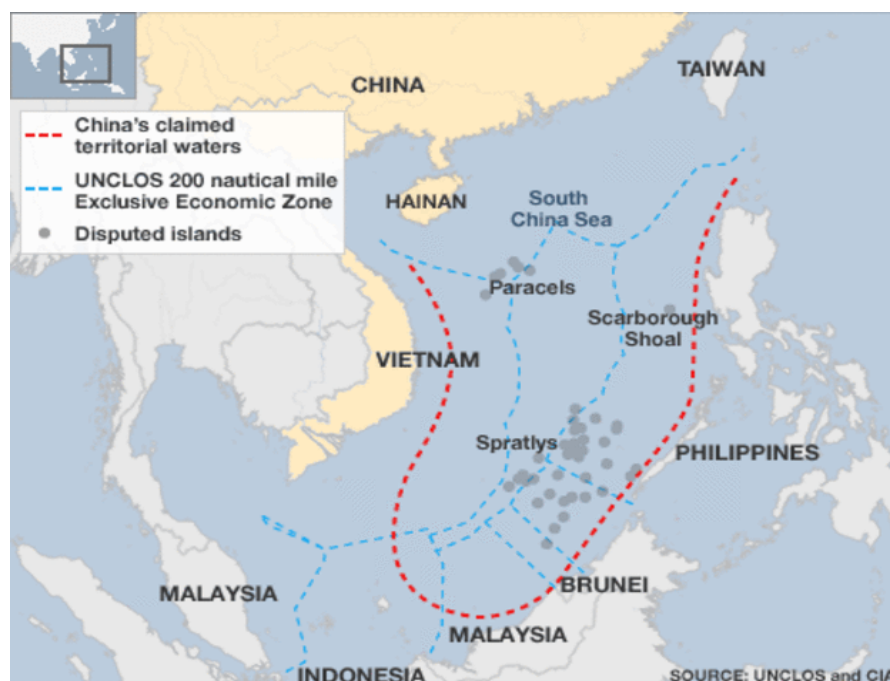 CHINA
TAIWAN
China's claimed
territorial waters
UNCLOS 200 nautical mile
Exclusive Economic Zone
Disputed islands
HAINAN
South
China Sea
Paracels
Scarborough
Shoal
VIETNAM
Spratlys
PHILIPPINES
MALAYSIA
BRUNEI
MALAYSIA
INDONESIA
SOURCE: UNCLOS and CIA